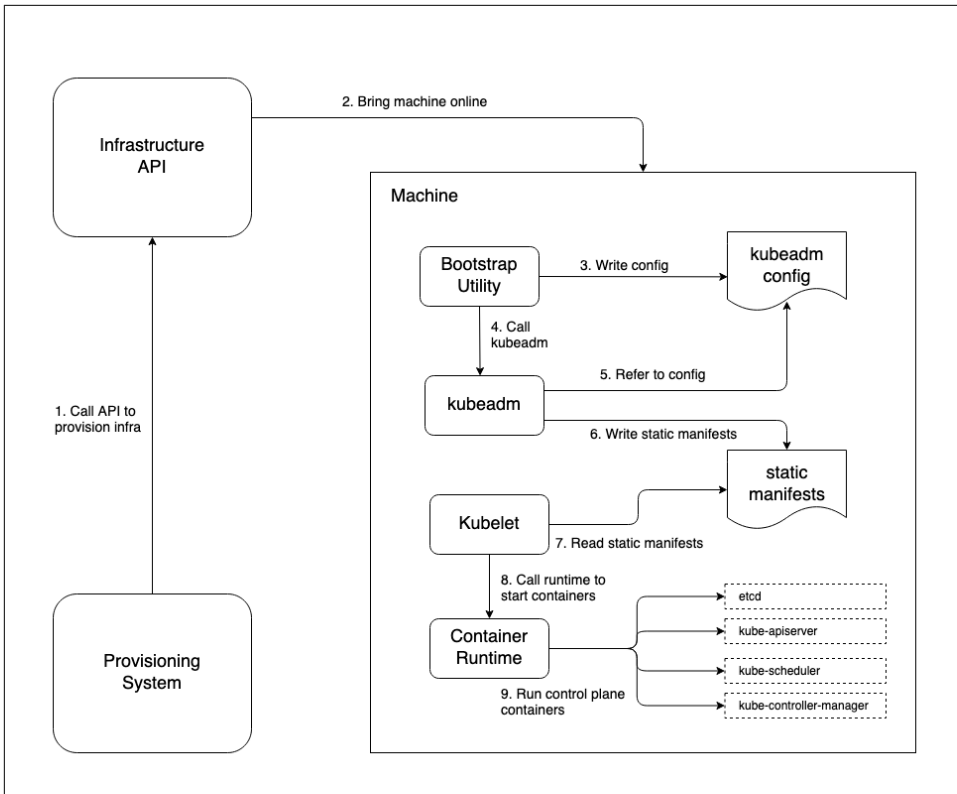 2. Bring machine online
Infrastructure
API
Machine
Bootstrap
Utility
3. Write config
kubeadm
config
4. Call
kubeadm
5. Refer to config
kubeadm
6. Write static manifests
1. Call API to
provision infra
static
manifests
Kubelet
7. Read static manifests
8. Call runtime to
start containers
etcd
Container
Runtime
kube-apiserver
kube-scheduler
9. Run control plane
containers
kube-controller-manager
Provisioning
System